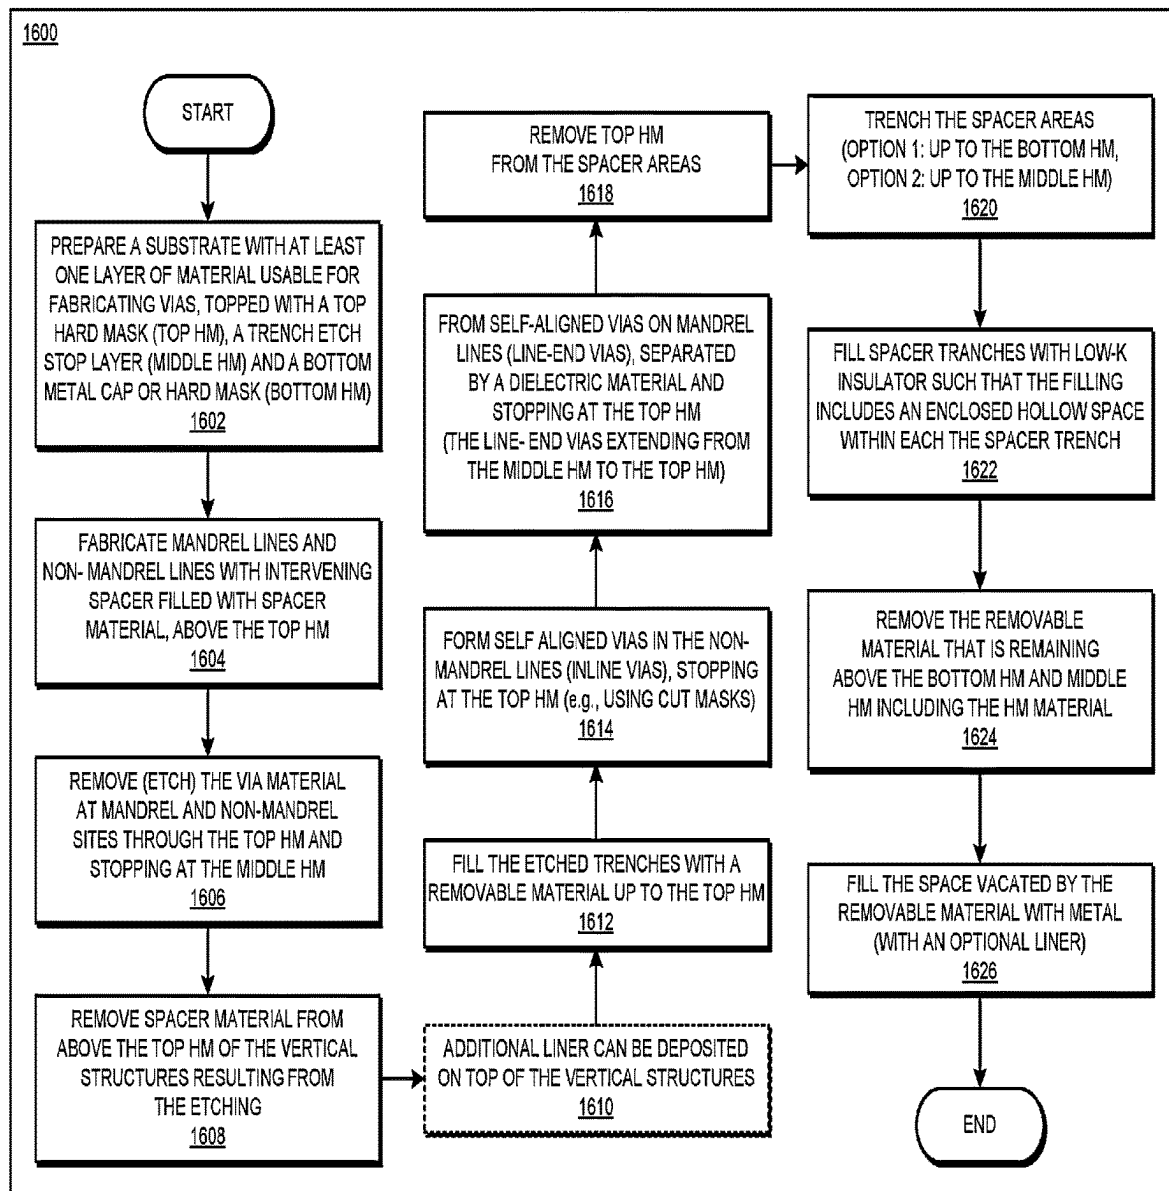 1600
START
PREPARE A SUBSTRATE WITH AT LEAST
ONE LAYER OF MATERIAL USABLE FOR
FABRICATING VIAS, TOPPED WITH A TOP
HARD MASK (TOP HM), A TRENCH ETCH
STOP LAYER (MIDDLE HM) AND A BOTTOM
METAL CAP OR HARD MASK (BOTTOM HM)
1602
FABRICATE MANDREL LINES AND
NON- MANDREL LINES WITH INTERVENING
SPACER FILLED WITH SPACER
MATERIAL, ABOVE THE TOP HM
1604
REMOVE (ETCH) THE VIA MATERIAL
AT MANDREL AND NON-MANDREL
SITES THROUGH THE TOP HM AND
STOPPING AT THE MIDDLE HM
1606
REMOVE SPACER MATERIAL FROM
ABOVE THE TOP HM OF THE VERTICAL
STRUCTURES RESULTING FROM
THE ETCHING
1608
ADDITIONAL LINER CAN BE DEPOSITED
ON TOP OF THE VERTICAL STRUCTURES
1610
FILL THE ETCHED TRENCHES WITH A
REMOVABLE MATERIAL UP TO THE TOP HM
1612
FORM SELF ALIGNED VIAS IN THE NON-
MANDREL LINES (INLINE VIAS), STOPPING
AT THE TOP HM (e.g., USING CUT MASKS)
1614
FROM SELF-ALIGNED VIAS ON MANDREL
LINES (LINE-END VIAS), SEPARATED
BY A DIELECTRIC MATERIAL AND
STOPPING AT THE TOP HM
(THE LINE- END VIAS EXTENDING FROM
THE MIDDLE HM TO THE TOP HM)
1616
REMOVE TOP HM
FROM THE SPACER AREAS
1618
TRENCH THE SPACER AREAS
(OPTION 1: UP TO THE BOTTOM HM,
OPTION 2: UP TO THE MIDDLE HM)
1620
FILL SPACER TRANCHES WITH LOW-K
INSULATOR SUCH THAT THE FILLING
INCLUDES AN ENCLOSED HOLLOW SPACE
WITHIN EACH THE SPACER TRENCH
1622
REMOVE THE REMOVABLE
MATERIAL THAT IS REMAINING
ABOVE THE BOTTOM HM AND MIDDLE
HM INCLUDING THE HM MATERIAL
1624
FILL THE SPACE VACATED BY THE
REMOVABLE MATERIAL WITH METAL
(WITH AN OPTIONAL LINER)
1626
END